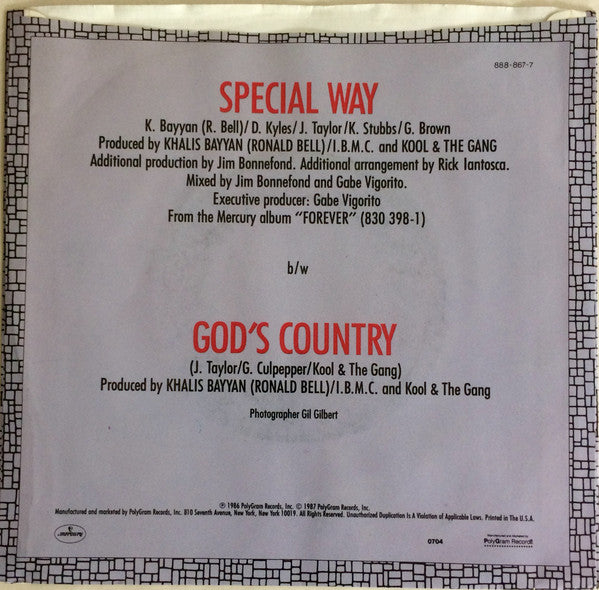 888-867-7
SPECIAL WAY
K. Bayyan (R. Bell)/D. Kyles/J. Taylor/K. Stubbs/G. Brown
Produced by KHALIS BAYYAN (RONALD BELL)/I.B.M.C. and KOOL & THE GANG
Additional production by Jim Bonnefond. Additional arrangement by Rick Iantosca.
Mixed by Jim Bonnefond and Gabe Vigorito.
Executive producer: Gabe Vigorito
From the Mercury album "FOREVER" (830 398-1)
b/w
GOD'S COUNTRY
(J. Taylor/G. Culpepper/Kool & The Gang)
Produced by KHALIS BAYYAN (RONALD BELL)/I.B.M.C. and Kool & The Gang
Photographer Gil Gilbert
℗ 1986 PolyGram Records, Inc. © 1987 PolyGram Records, Inc.
Manufactured and marketed by PolyGram Records, Inc. 810 Seventh Avenue, New York, New York 10019. All Rights Reserved. Unauthorized Duplication Is A Violation of Applicable Laws. Printed in The U.S.A.
mercury
0704
Manufactured and Marketed by
PolyGram Records